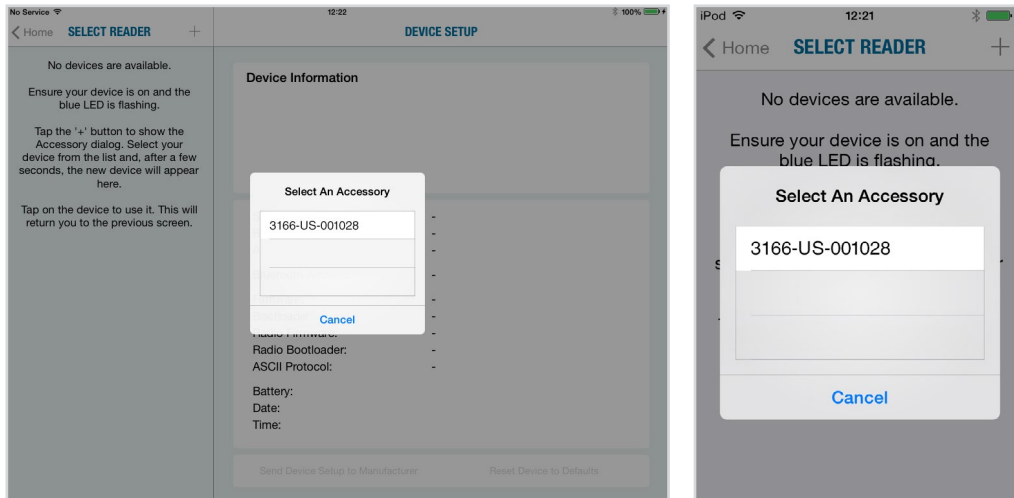 No Service
12:22
100%
Home
SELECT READER
+
DEVICE SETUP
No devices are available.
Ensure your device is on and the
blue LED is flashing.
Tap the '+' button to show the
Accessory dialog. Select your
device from the list and, after a few
seconds, the new device will appear
here.
Tap on the device to use it. This will
return you to the previous screen.
Device Information
Select An Accessory
3166-US-001028
Cancel
-
-
-
-
-
-
Radio Firmware:
-
Radio Bootloader:
-
ASCII Protocol:
-
Battery:
Date:
Time:
Send Device Setup to Manufacturer
Reset Device to Defaults
iPod
12:21
Home
SELECT READER
+
No devices are available.
Ensure your device is on and the
blue LED is flashing.
Select An Accessory
3166-US-001028
Cancel